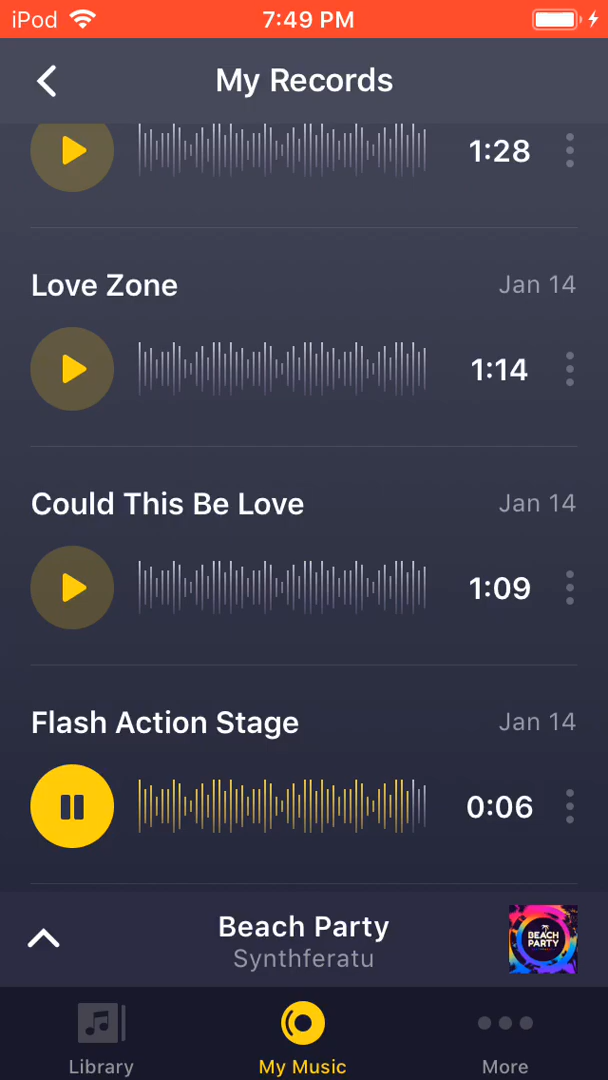 iPod 7:49 PM
My Records
1:28
Love Zone Jan 14
1:14
Could This Be Love Jan 14
1:09
Flash Action Stage Jan 14
0:06
Beach Party
Synthferatu
BEACH
PARTY
Library My Music More